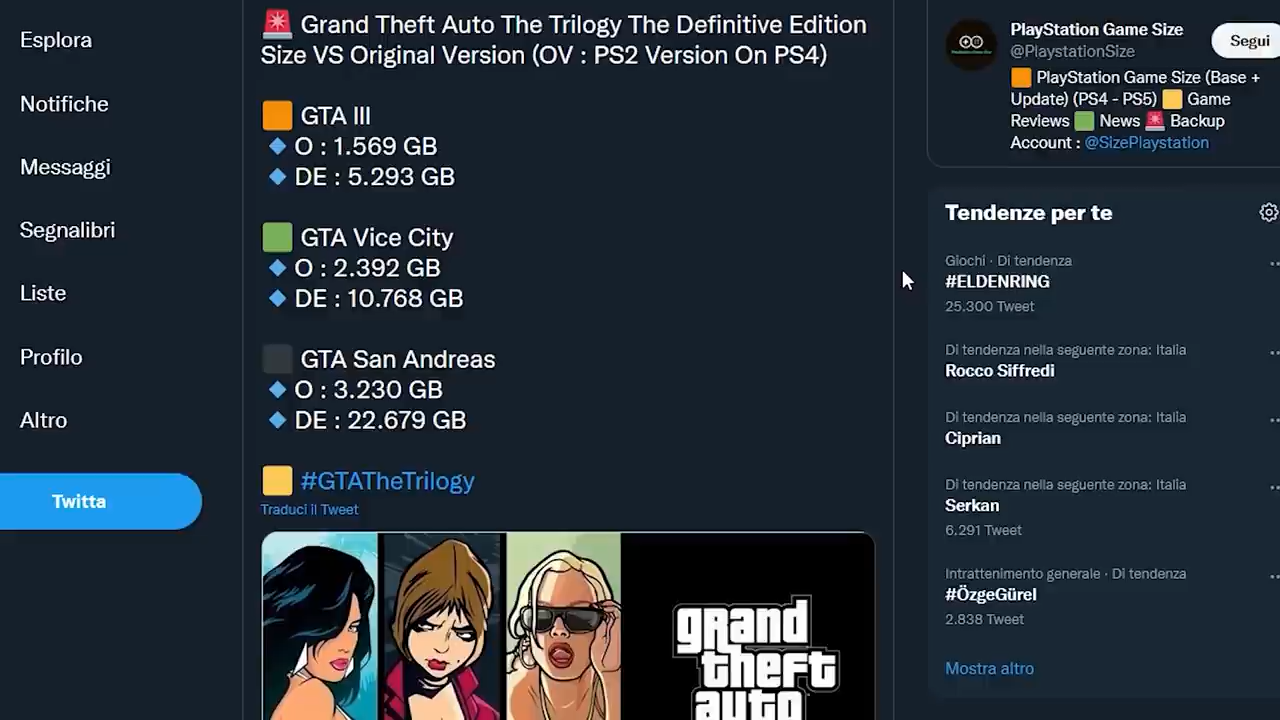 Esplora
Notifiche
Messaggi
Segnalibri
Liste
Profilo
Altro
Twitta
🚨 Grand Theft Auto The Trilogy The Definitive Edition
Size VS Original Version (OV : PS2 Version On PS4)
🟧 GTA III
🔹 O : 1.569 GB
🔹 DE : 5.293 GB
🟩 GTA Vice City
🔹 O : 2.392 GB
🔹 DE : 10.768 GB
⬛ GTA San Andreas
🔹 O : 3.230 GB
🔹 DE : 22.679 GB
🟨 #GTATheTrilogy
Traduci il Tweet
grand
theft
auto
PlayStation Game Size
@PlaystationSize
Segui
🟧 PlayStation Game Size (Base +
Update) (PS4 - PS5) 🟨 Game
Reviews 🟩 News 🚨 Backup
Account : @SizePlaystation
Tendenze per te
Giochi · Di tendenza
#ELDENRING
25.300 Tweet
Di tendenza nella seguente zona: Italia
Rocco Siffredi
Di tendenza nella seguente zona: Italia
Ciprian
Di tendenza nella seguente zona: Italia
Serkan
6.291 Tweet
Intrattenimento generale · Di tendenza
#ÖzgeGürel
2.838 Tweet
Mostra altro